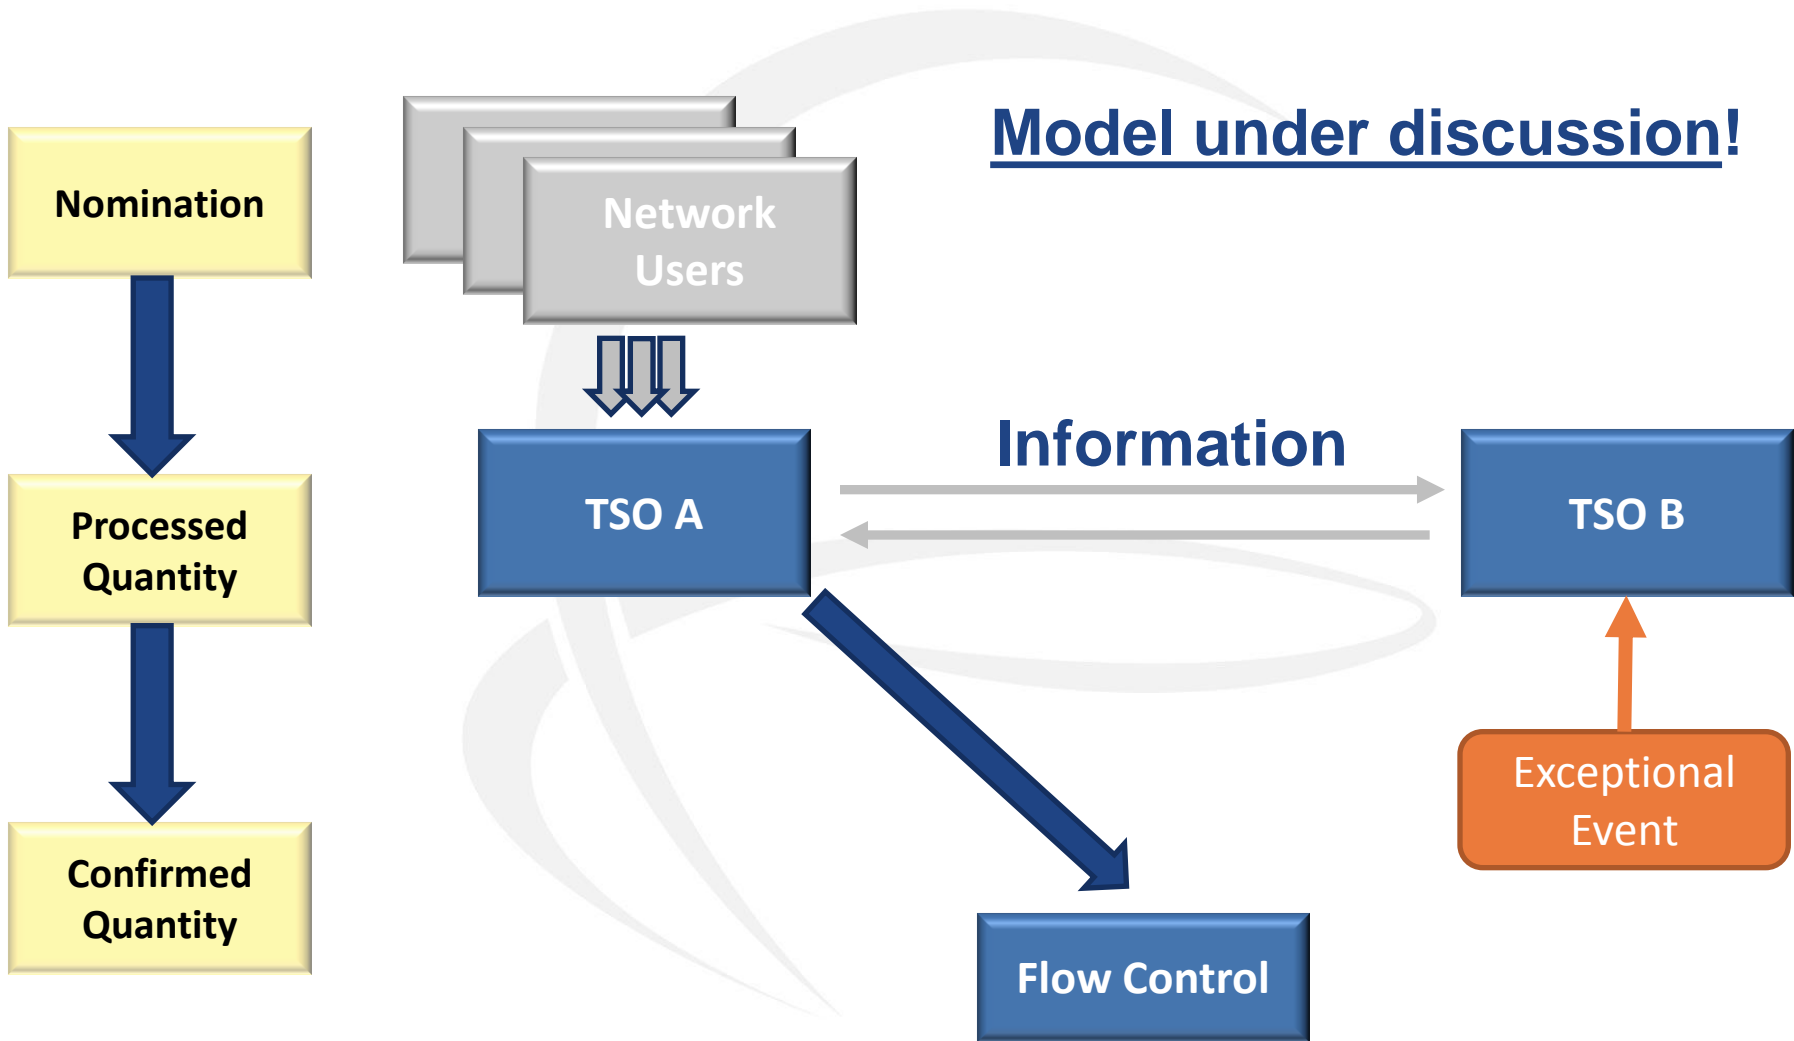 Model under discussion!
Nomination
Network
Users
Information
Processed
Quantity
TSO A
TSO B
Confirmed
Quantity
Exceptional
Event
Flow Control